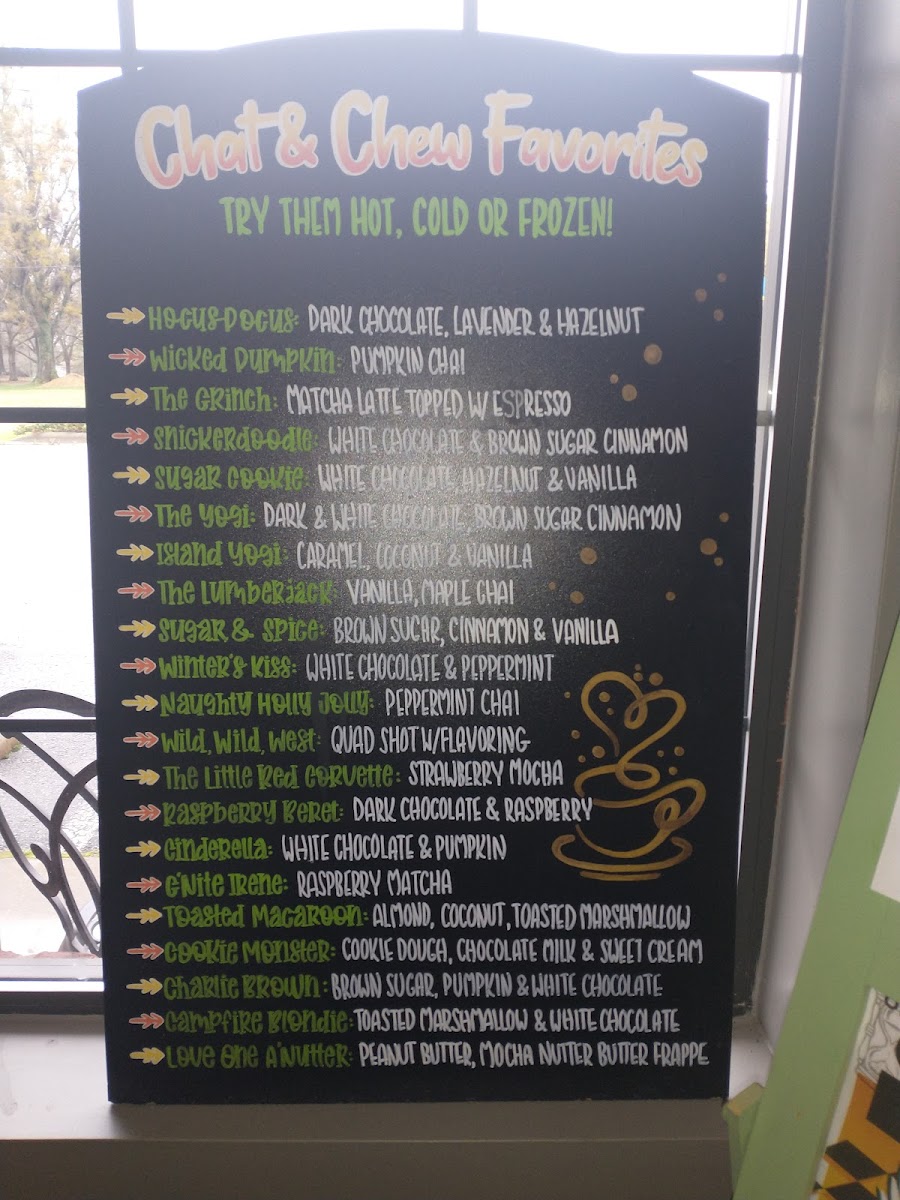 Chat & Chew Favorites
TRY THEM HOT, COLD OR FROZEN!
HOCUS-POCUS: DARK CHOCOLATE, LAVENDER & HAZELNUT
Wicked Pumpkin: PUMPKIN CHAI
The Grinch: MATCHA LATTE TOPPED W/ ESPRESSO
Snickerdoodle: WHITE CHOCOLATE & BROWN SUGAR CINNAMON
Sugar Cookie: WHITE CHOCOLATE, HAZELNUT & VANILLA
The Yogi: DARK & WHITE CHOCOLATE, BROWN SUGAR CINNAMON
Island Yogi: CARAMEL, COCONUT & VANILLA
The Lumberjack: VANILLA, MAPLE CHAI
Sugar & Spice: BROWN SUGAR, CINNAMON & VANILLA
Winter's Kiss: WHITE CHOCOLATE & PEPPERMINT
Naughty Holly Jolly: PEPPERMINT CHAI
Wild, Wild, West: QUAD SHOT W/FLAVORING
The Little Red Corvette: STRAWBERRY MOCHA
Raspberry Beret: DARK CHOCOLATE & RASPBERRY
Cinderella: WHITE CHOCOLATE & PUMPKIN
G'Nite Irene: RASPBERRY MATCHA
Toasted Macaroon: ALMOND, COCONUT, TOASTED MARSHMALLOW
Cookie Monster: COOKIE DOUGH, CHOCOLATE MILK & SWEET CREAM
Charlie Brown: BROWN SUGAR, PUMPKIN & WHITE CHOCOLATE
Campfire Blondie: TOASTED MARSHMALLOW & WHITE CHOCOLATE
Love One A'Nutter: PEANUT BUTTER, MOCHA NUTTER BUTTER FRAPPE